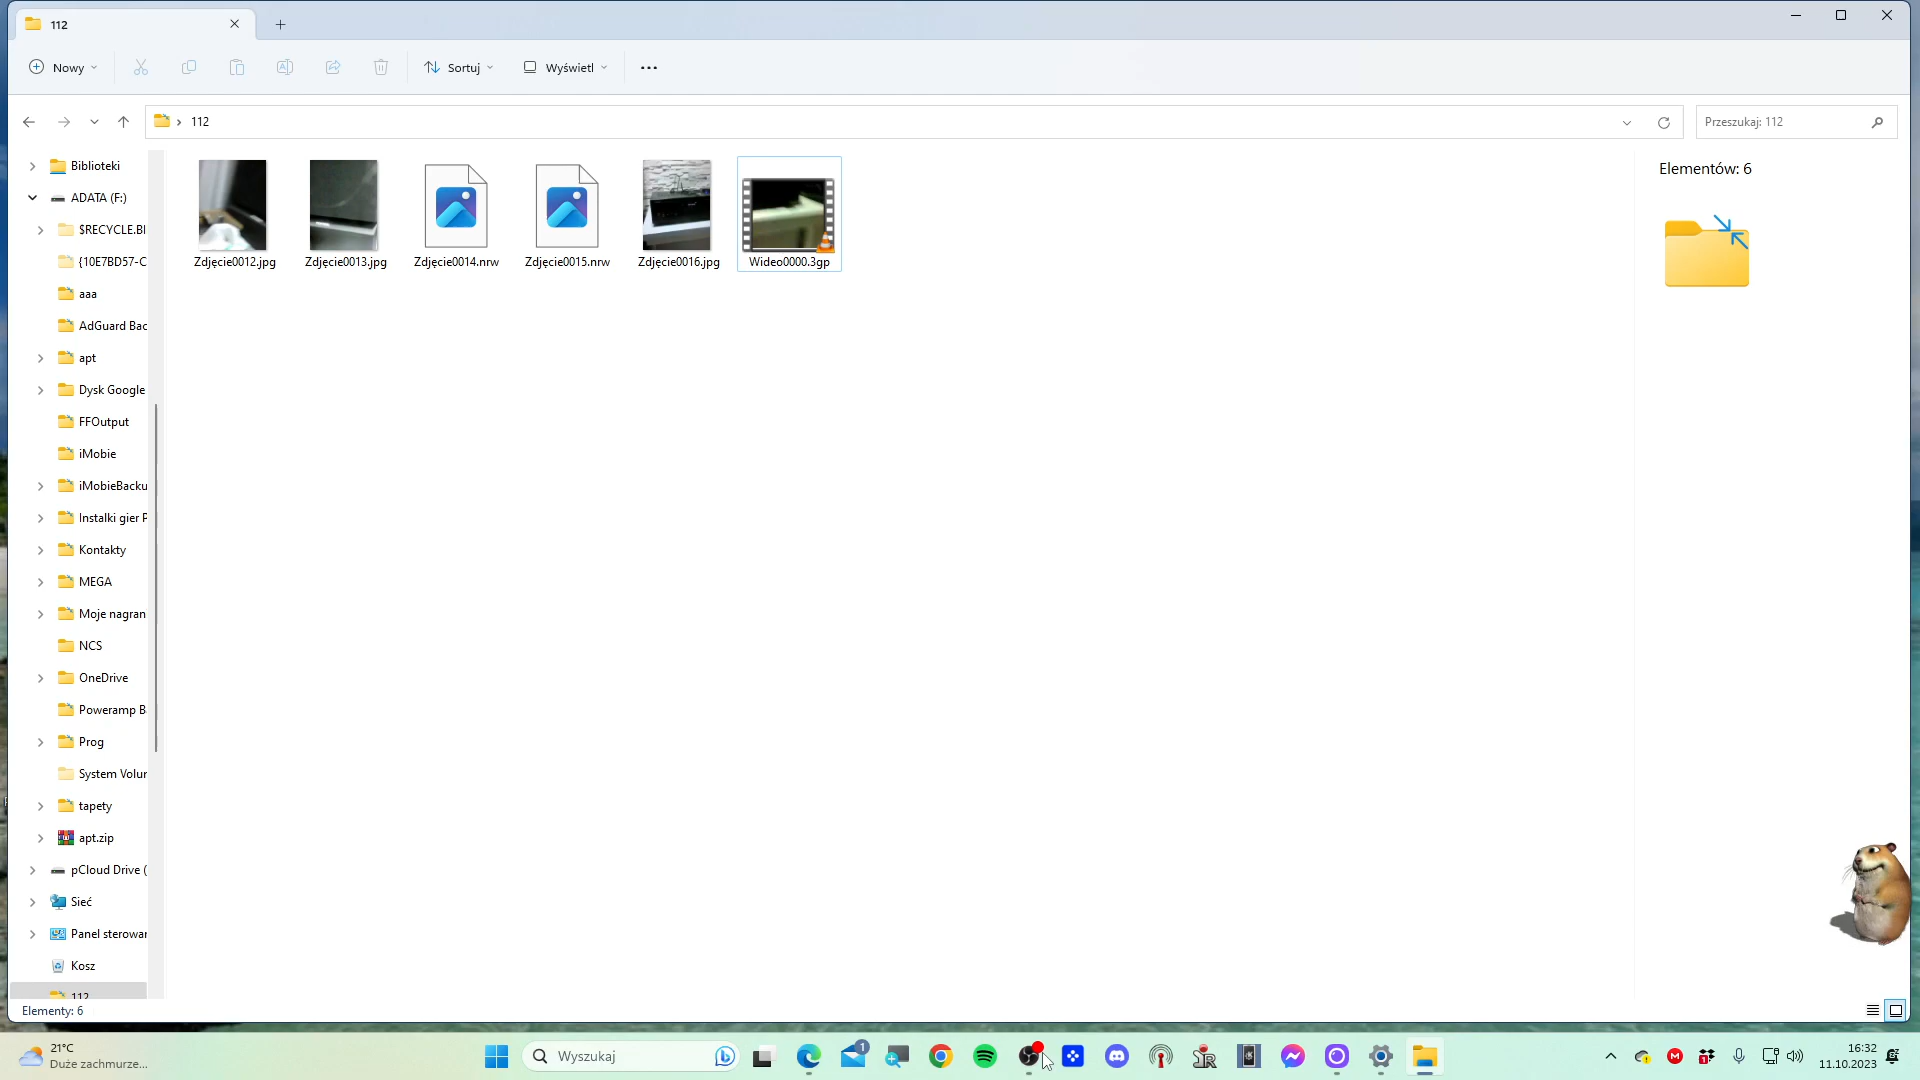 112
Nowy
Sortuj
Wyświetl
112
Przeszukaj: 112
Biblioteki
ADATA (F:)
$RECYCLE.BI
{10E7BD57-C
aaa
AdGuard Bac
apt
Dysk Google
FFOutput
iMobie
iMobieBacku
Instalki gier P
Kontakty
MEGA
Moje nagran
NCS
OneDrive
Poweramp B
Prog
System Volur
tapety
apt.zip
pCloud Drive (
Sieć
Panel sterowar
Kosz
112
Zdjęcie0012.jpg
Zdjęcie0013.jpg
Zdjęcie0014.nrw
Zdjęcie0015.nrw
Zdjęcie0016.jpg
Wideo0000.3gp
Elementów: 6
Elementy: 6
21°C
Duże zachmurze...
Wyszukaj
1
1
16:32
11.10.2023